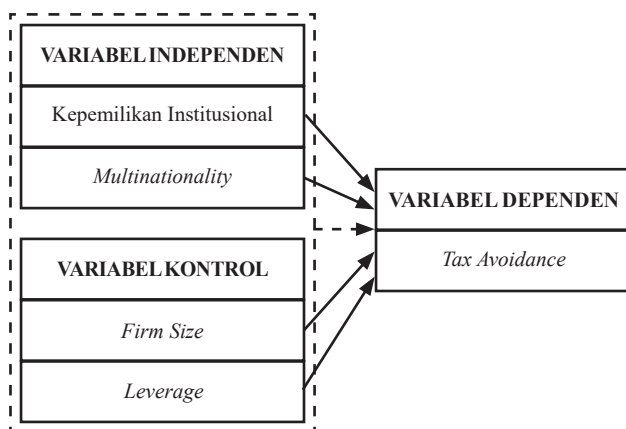 VARIABEL INDEPENDEN
Kepemilikan Institusional
Multinationality
VARIABEL DEPENDEN
Tax Avoidance
VARIABEL KONTROL
Firm Size
Leverage